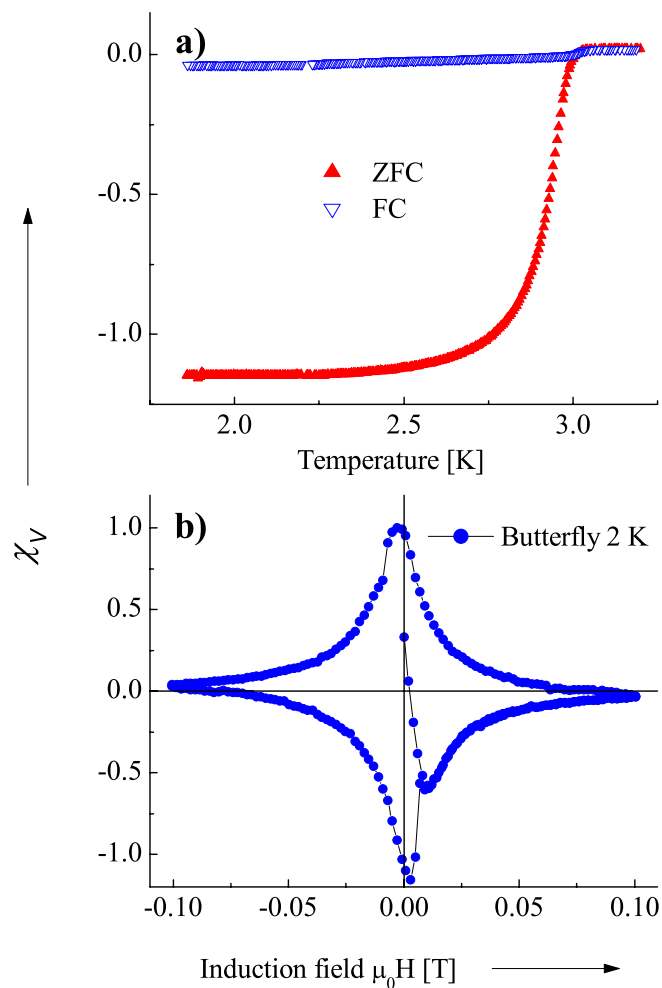 a)
0.0
-0.5
-1.0
ZFC
FC
2.0 2.5 3.0
Temperature [K]
χV
b)
Butterfly 2 K
1.0
0.5
0.0
-0.5
-1.0
-0.10 -0.05 0.00 0.05 0.10
Induction field μ0H [T]